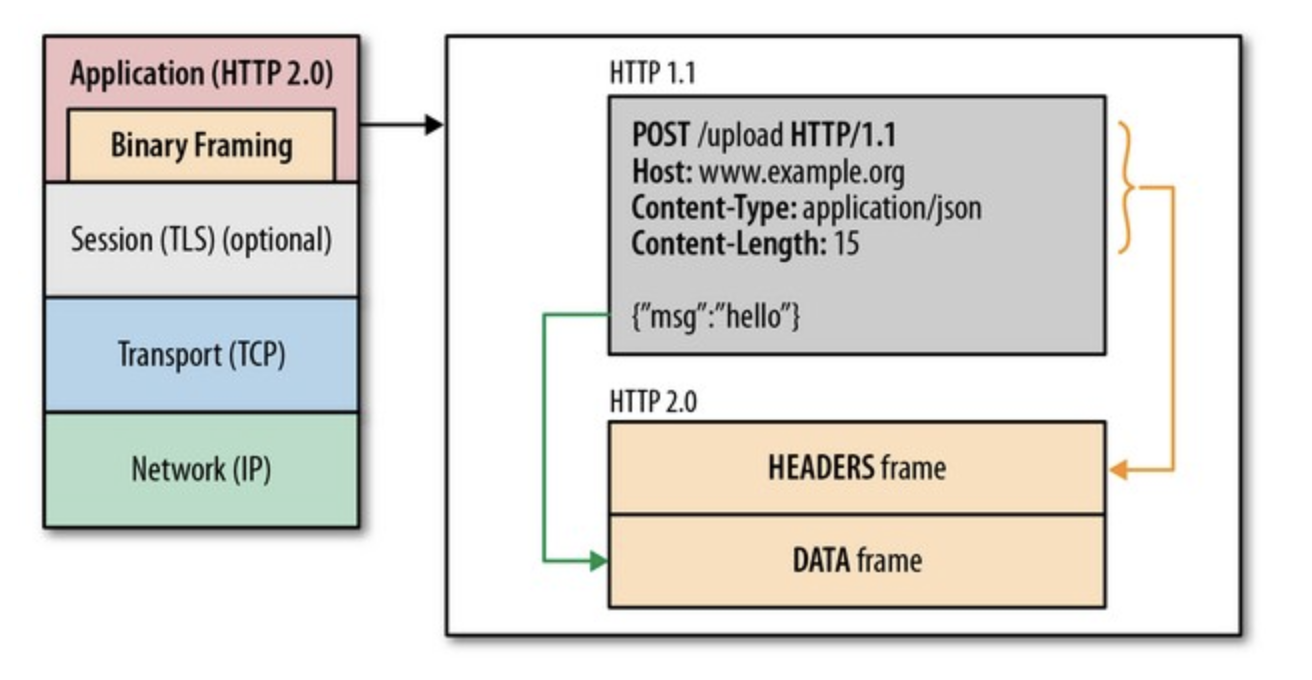 Application (HTTP 2.0)
Binary Framing
Session (TLS) (optional)
Transport (TCP)
Network (IP)
HTTP 1.1
POST /upload HTTP/1.1
Host: www.example.org
Content-Type: application/json
Content-Length: 15
{”msg”:”hello”}
HTTP 2.0
HEADERS frame
DATA frame